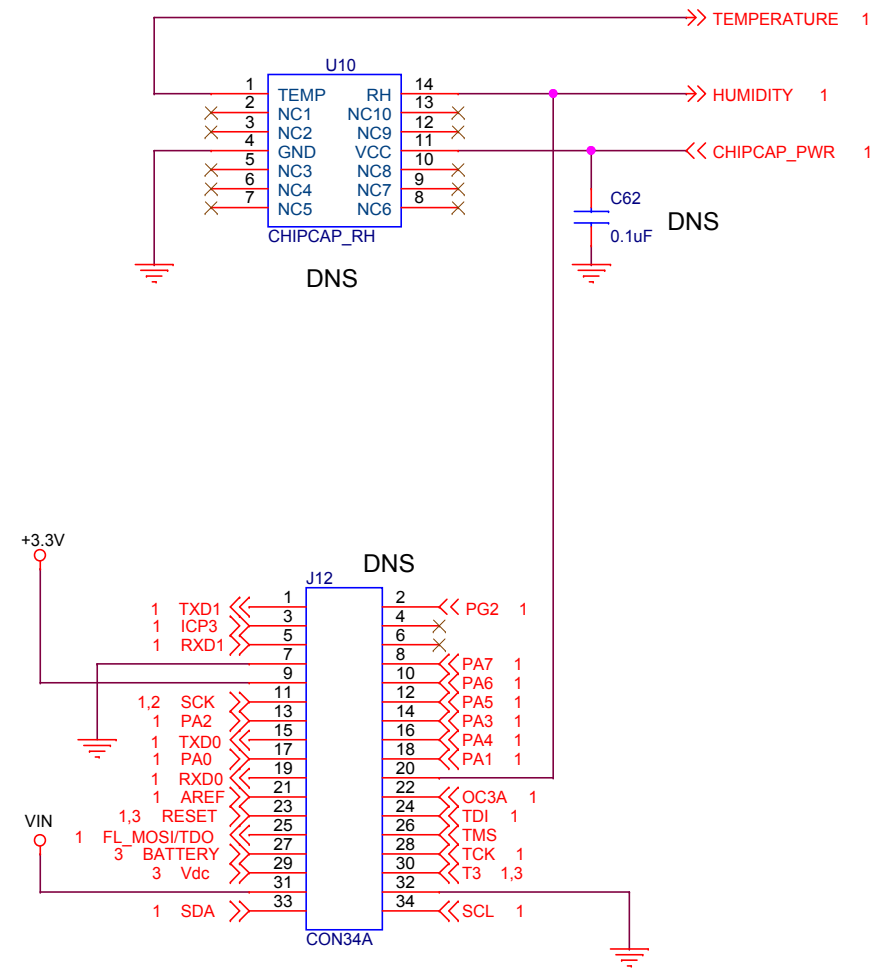 TEMPERATURE 1
U10
1 TEMP RH 14 HUMIDITY 1
2 NC1 NC10 13
3 NC2 NC9 12
4 GND VCC 11 CHIPCAP_PWR 1
5 NC3 NC8 10
6 NC4 NC7 9
7 NC5 NC6 8
C62
DNS
0.1uF
CHIPCAP_RH
DNS
+3.3V
DNS
J12
1 TXD1 1 2 PG2 1
1 ICP3 3 4
1 RXD1 5 6
7 8 PA7 1
9 10 PA6 1
1,2 SCK 11 12 PA5 1
1 PA2 13 14 PA3 1
1 TXD0 15 16 PA4 1
1 PA0 17 18 PA1 1
1 RXD0 19 20
1 AREF 21 22 OC3A 1
1,3 RESET 23 24 TDI 1
VIN
1 FL_MOSI/TDO 25 26 TMS
3 BATTERY 27 28 TCK 1
3 Vdc 29 30 T3 1,3
31 32
1 SDA 33 34 SCL 1
CON34A